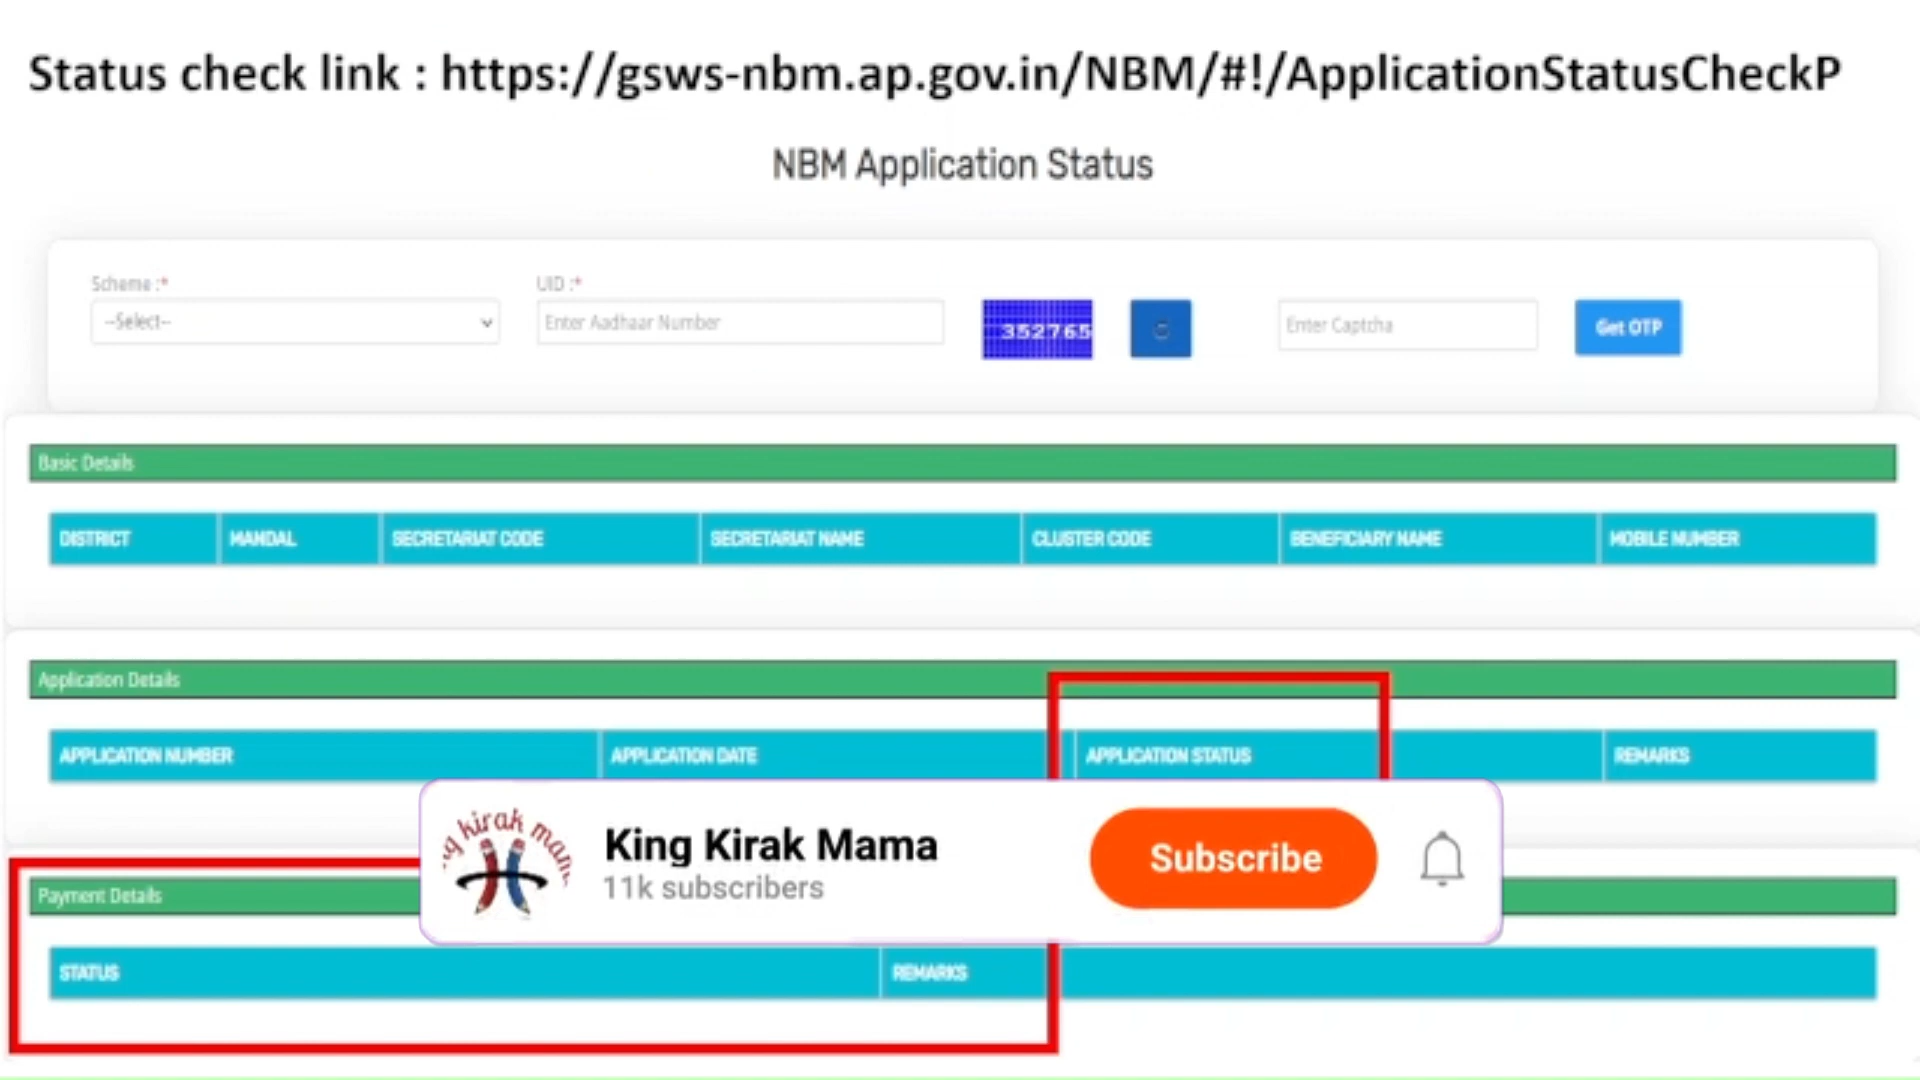 Status check link : https://gsws-nbm.ap.gov.in/NBM/#!/ApplicationStatusCheckP
NBM Application Status
Scheme :* UID :*
--Select-- Enter Aadhaar Number 352765 Enter Captcha Get OTP
Basic Details
DISTRICT MANDAL SECRETARIAT CODE SECRETARIAT NAME CLUSTER CODE BENEFICIARY NAME MOBILE NUMBER
Application Details
APPLICATION NUMBER APPLICATION DATE APPLICATION STATUS REMARKS
kirak
King Kirak Mama
11k subscribers
Subscribe
Payment Details
STATUS REMARKS